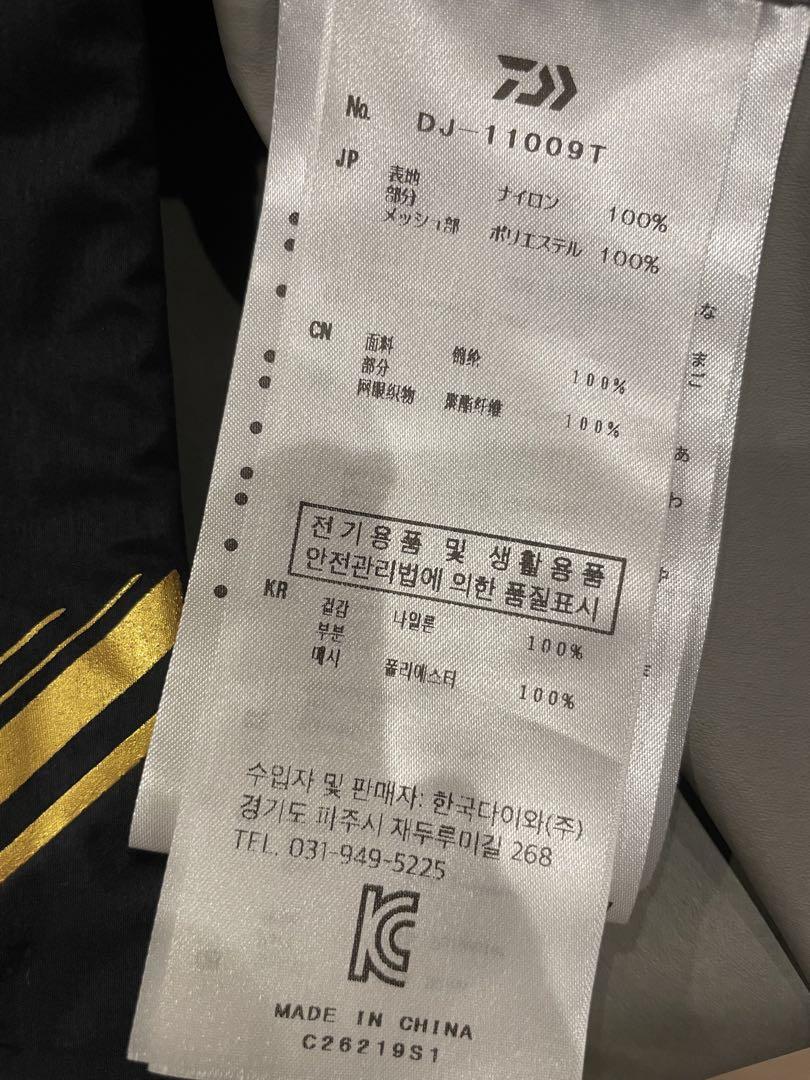 No. DJ-11009T
JP 表地 ナイロン 100%
部分
メッシュ部 ポリエステル 100%
CN 面料 锦纶 100%
部分
网眼织物 聚酯纤维 100%
전기용품 및 생활용품
안전관리법에 의한 품질표시
KR 겉감 나일론 100%
부분
메시 폴리에스터 100%
수입자 및 판매자: 한국다이와(주)
경기도 파주시 재두루미길 268
TEL. 031-949-5225
MADE IN CHINA
C26219S1
な
ま
ご
あ
わ